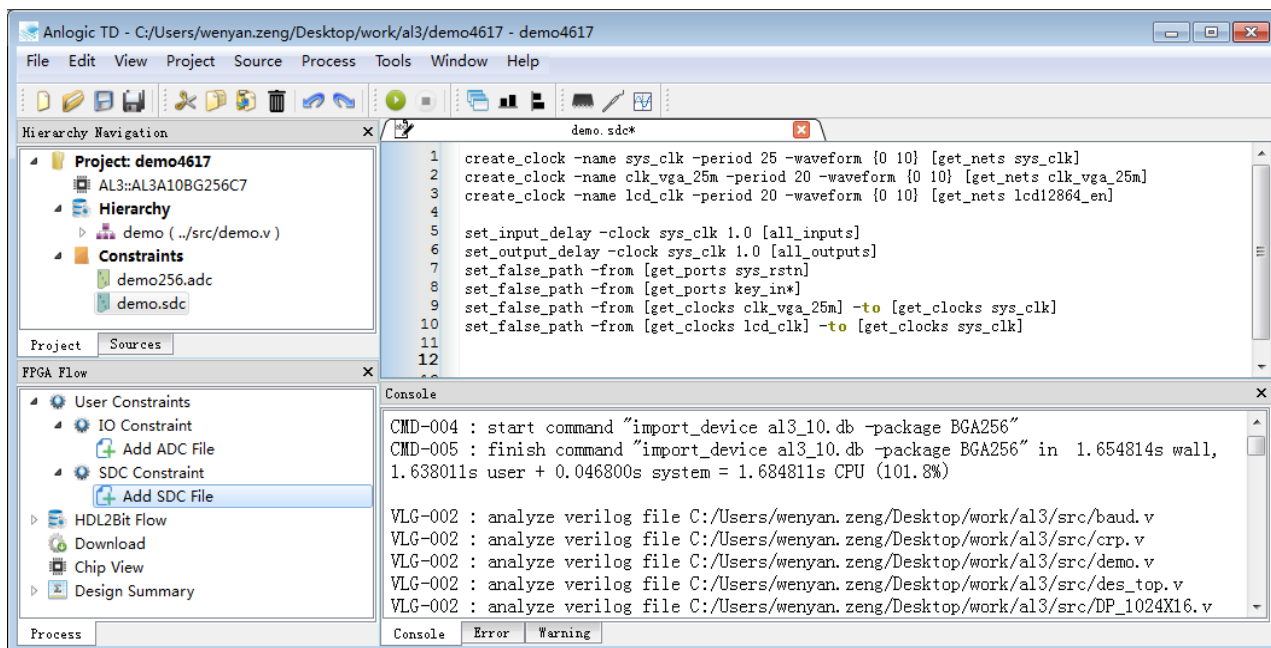 Anlogic TD - C:/Users/wenyan.zeng/Desktop/work/al3/demo4617 - demo4617
File Edit View Project Source Process Tools Window Help
Hierarchy Navigation
Project: demo4617
AL3::AL3A10BG256C7
Hierarchy
demo ( ../src/demo.v )
Constraints
demo256.adc
demo.sdc
Project Sources
FPGA Flow
User Constraints
IO Constraint
Add ADC File
SDC Constraint
Add SDC File
HDL2Bit Flow
Download
Chip View
Design Summary
Process
demo.sdc*
1 create_clock -name sys_clk -period 25 -waveform {0 10} [get_nets sys_clk]
2 create_clock -name clk_vga_25m -period 20 -waveform {0 10} [get_nets clk_vga_25m]
3 create_clock -name lcd_clk -period 20 -waveform {0 10} [get_nets lcd12864_en]
4
5 set_input_delay -clock sys_clk 1.0 [all_inputs]
6 set_output_delay -clock sys_clk 1.0 [all_outputs]
7 set_false_path -from [get_ports sys_rstn]
8 set_false_path -from [get_ports key_in*]
9 set_false_path -from [get_clocks clk_vga_25m] -to [get_clocks sys_clk]
10 set_false_path -from [get_clocks lcd_clk] -to [get_clocks sys_clk]
11
12
Console
CMD-004 : start command "import_device al3_10.db -package BGA256"
CMD-005 : finish command "import_device al3_10.db -package BGA256" in 1.654814s wall,
1.638011s user + 0.046800s system = 1.684811s CPU (101.8%)
VLG-002 : analyze verilog file C:/Users/wenyan.zeng/Desktop/work/al3/src/baud.v
VLG-002 : analyze verilog file C:/Users/wenyan.zeng/Desktop/work/al3/src/crp.v
VLG-002 : analyze verilog file C:/Users/wenyan.zeng/Desktop/work/al3/src/demo.v
VLG-002 : analyze verilog file C:/Users/wenyan.zeng/Desktop/work/al3/src/des_top.v
VLG-002 : analyze verilog file C:/Users/wenyan.zeng/Desktop/work/al3/src/DP_1024X16.v
Console Error Warning